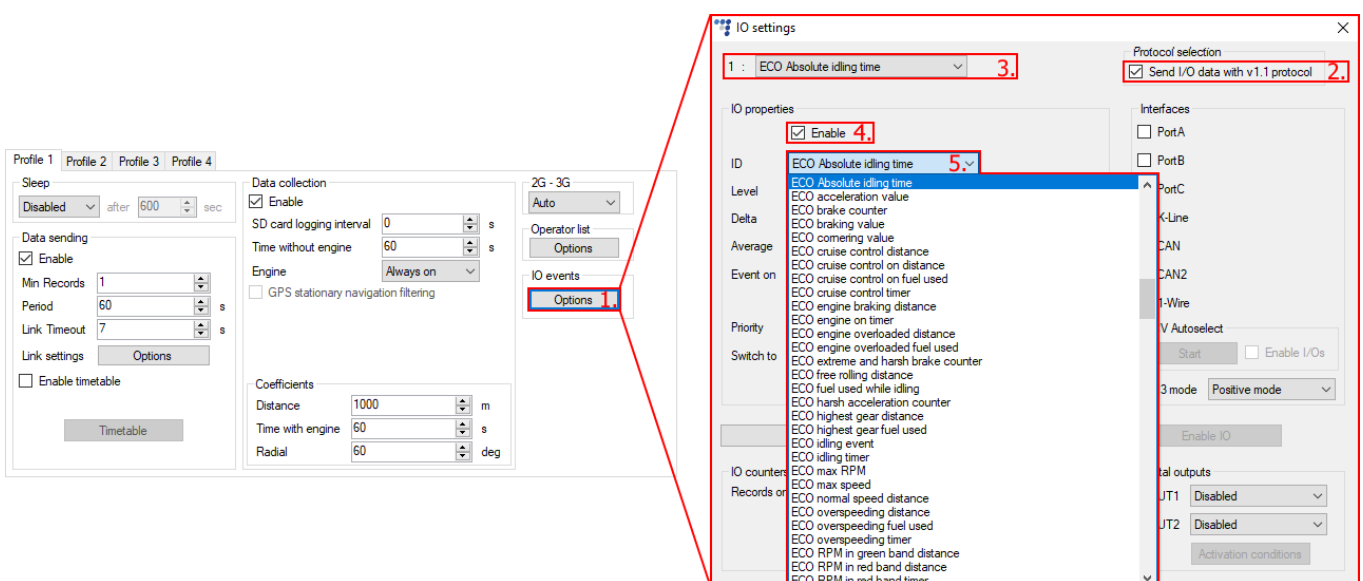 Profile 1 Profile 2 Profile 3 Profile 4
Sleep
Disabled after 600 sec
Data sending
Enable
Min Records 1
Period 60 s
Link Timeout 7 s
Link settings Options
Enable timetable
Timetable
Data collection
Enable
SD card logging interval 0 s
Time without engine 60 s
Engine Always on
GPS stationary navigation filtering
Coefficients
Distance 1000 m
Time with engine 60 s
Radial 60 deg
2G - 3G
Auto
Operator list
Options
IO events
Options 1.
IO settings
1 : ECO Absolute idling time 3.
Protocol selection
Send I/O data with v1.1 protocol 2.
IO properties
Enable 4.
ID ECO Absolute idling time 5.
Level
Delta
Average
Event on
Priority
Switch to
ECO Absolute idling time
ECO acceleration value
ECO brake counter
ECO braking value
ECO cornering value
ECO cruise control distance
ECO cruise control on distance
ECO cruise control on fuel used
ECO cruise control timer
ECO engine braking distance
ECO engine on timer
ECO engine overloaded distance
ECO engine overloaded fuel used
ECO extreme and harsh brake counter
ECO free rolling distance
ECO fuel used while idling
ECO harsh acceleration counter
ECO highest gear distance
ECO highest gear fuel used
ECO idling event
ECO idling timer
ECO max RPM
ECO max speed
ECO normal speed distance
ECO overspeeding distance
ECO overspeeding fuel used
ECO overspeeding timer
ECO RPM in green band distance
ECO RPM in red band distance
ECO RPM in red band timer
IO counters
Records on
Interfaces
PortA
PortB
PortC
K-Line
CAN
CAN2
1-Wire
V Autoselect
Start Enable I/Os
3 mode Positive mode
Enable IO
tal outputs
UT1 Disabled
UT2 Disabled
Activation conditions